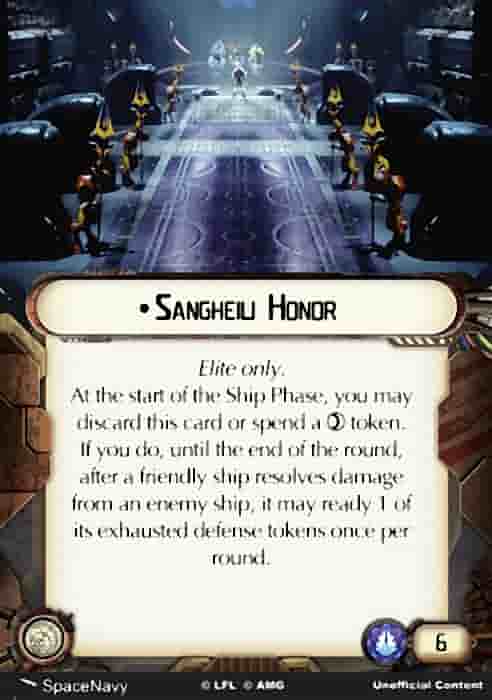 • Sangheili Honor
Elite only.
At the start of the Ship Phase, you may
discard this card or spend a token.
If you do, until the end of the round,
after a friendly ship resolves damage
from an enemy ship, it may ready 1 of
its exhausted defense tokens once per
round.
6
SpaceNavy
© LFL © AMG
Unofficial Content